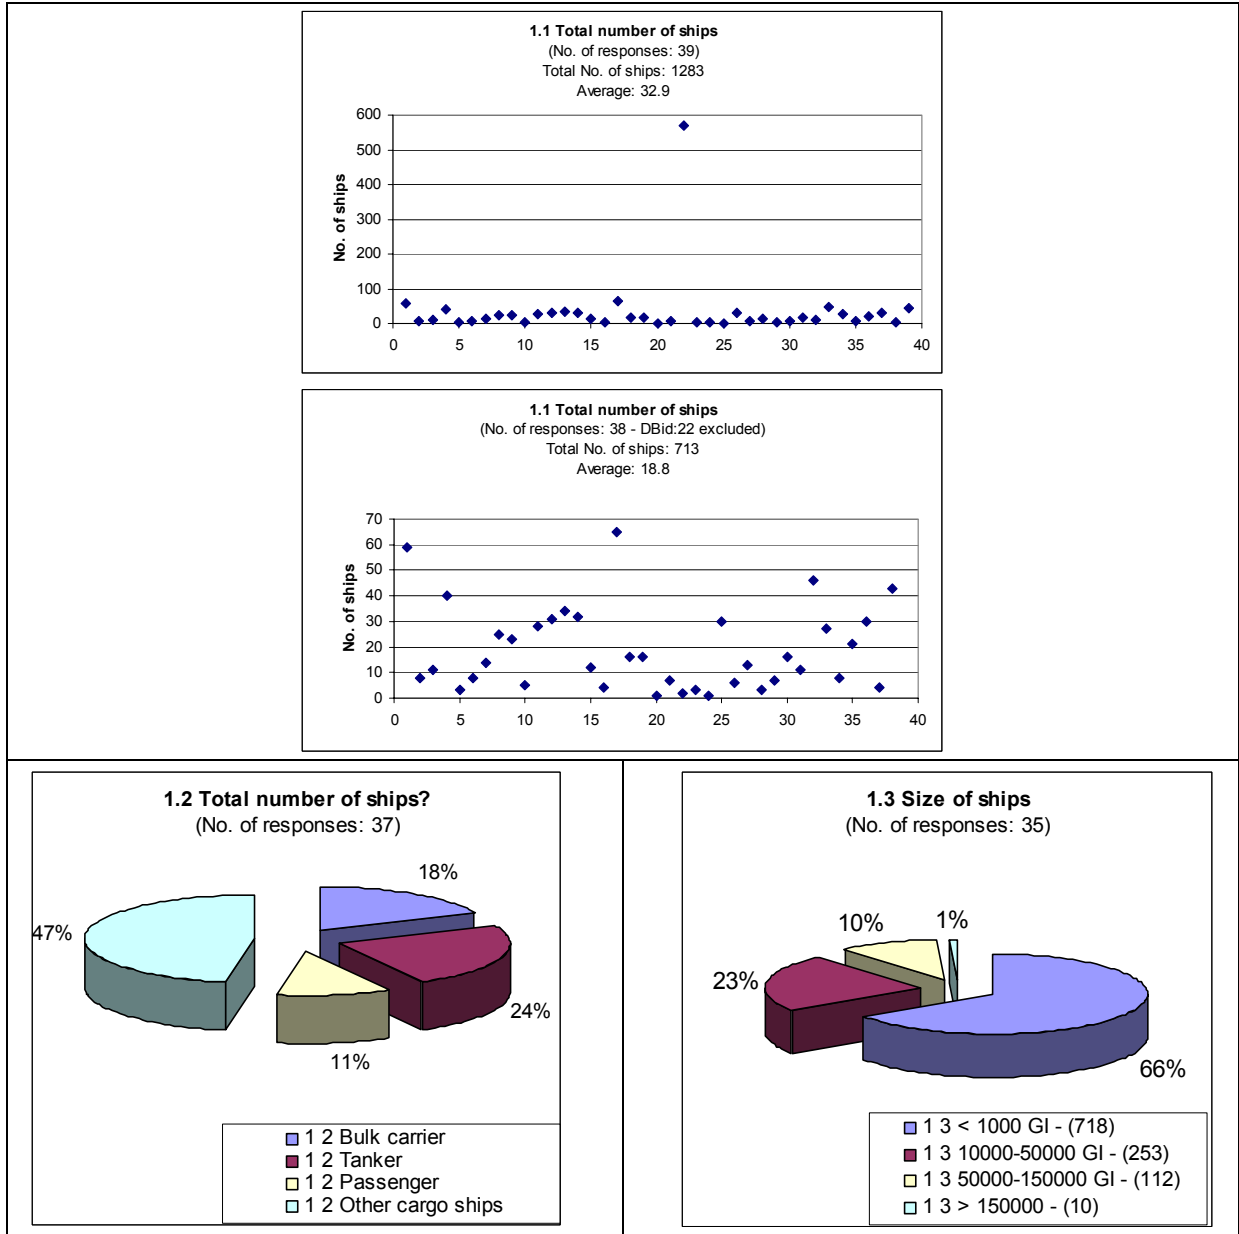 1.1 Total number of ships
(No. of responses: 39)
Total No. of ships: 1283
Average: 32.9
600
500
400
300
200
100
0
No. of ships
0 5 10 15 20 25 30 35 40
1.1 Total number of ships
(No. of responses: 38 - DBid:22 excluded)
Total No. of ships: 713
Average: 18.8
70
60
50
40
30
20
10
0
No. of ships
0 5 10 15 20 25 30 35 40
1.2 Total number of ships?
(No. of responses: 37)
18%
47%
24%
11%
1 2 Bulk carrier
1 2 Tanker
1 2 Passenger
1 2 Other cargo ships
1.3 Size of ships
(No. of responses: 35)
10% 1%
23%
66%
1 3 < 1000 GI - (718)
1 3 10000-50000 GI - (253)
1 3 50000-150000 GI - (112)
1 3 > 150000 - (10)